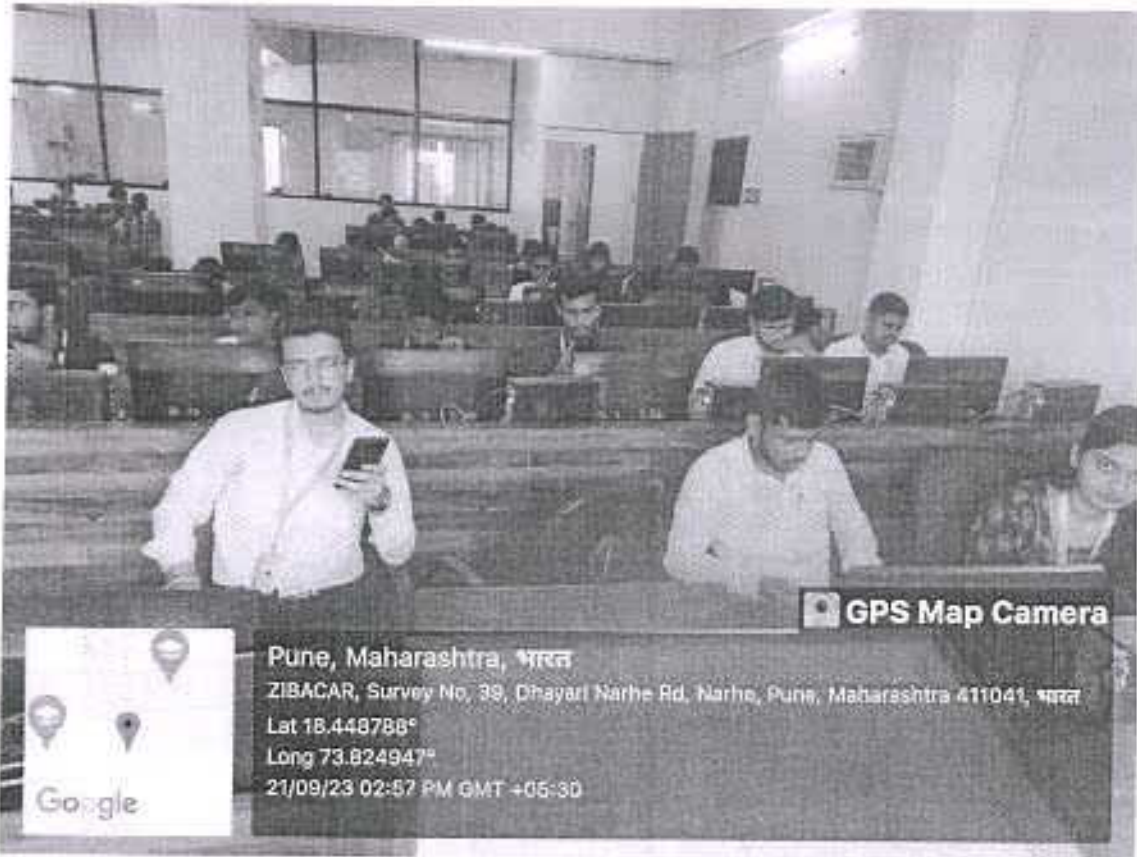 GPS Map Camera
Pune, Maharashtra, भारत
ZIBACAR, Survey No, 39, Dhayari Narhe Rd, Narhe, Pune, Maharashtra 411041, भारत
Lat 18.448788°
Long 73.824947°
21/09/23 02:57 PM GMT +05:30
Google